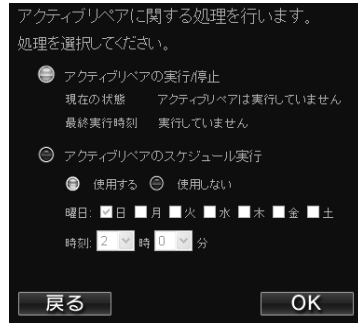 アクティブリペアに関する処理を行います。
処理を選択してください。
アクティブリペアの実行/停止
現在の状態 アクティブリペアは実行していません
最終実行時刻 実行していません
アクティブリペアのスケジュール実行
使用する 使用しない
曜日: 日 月 火 水 木 金 土
時刻: 2 時 0 分
戻る OK